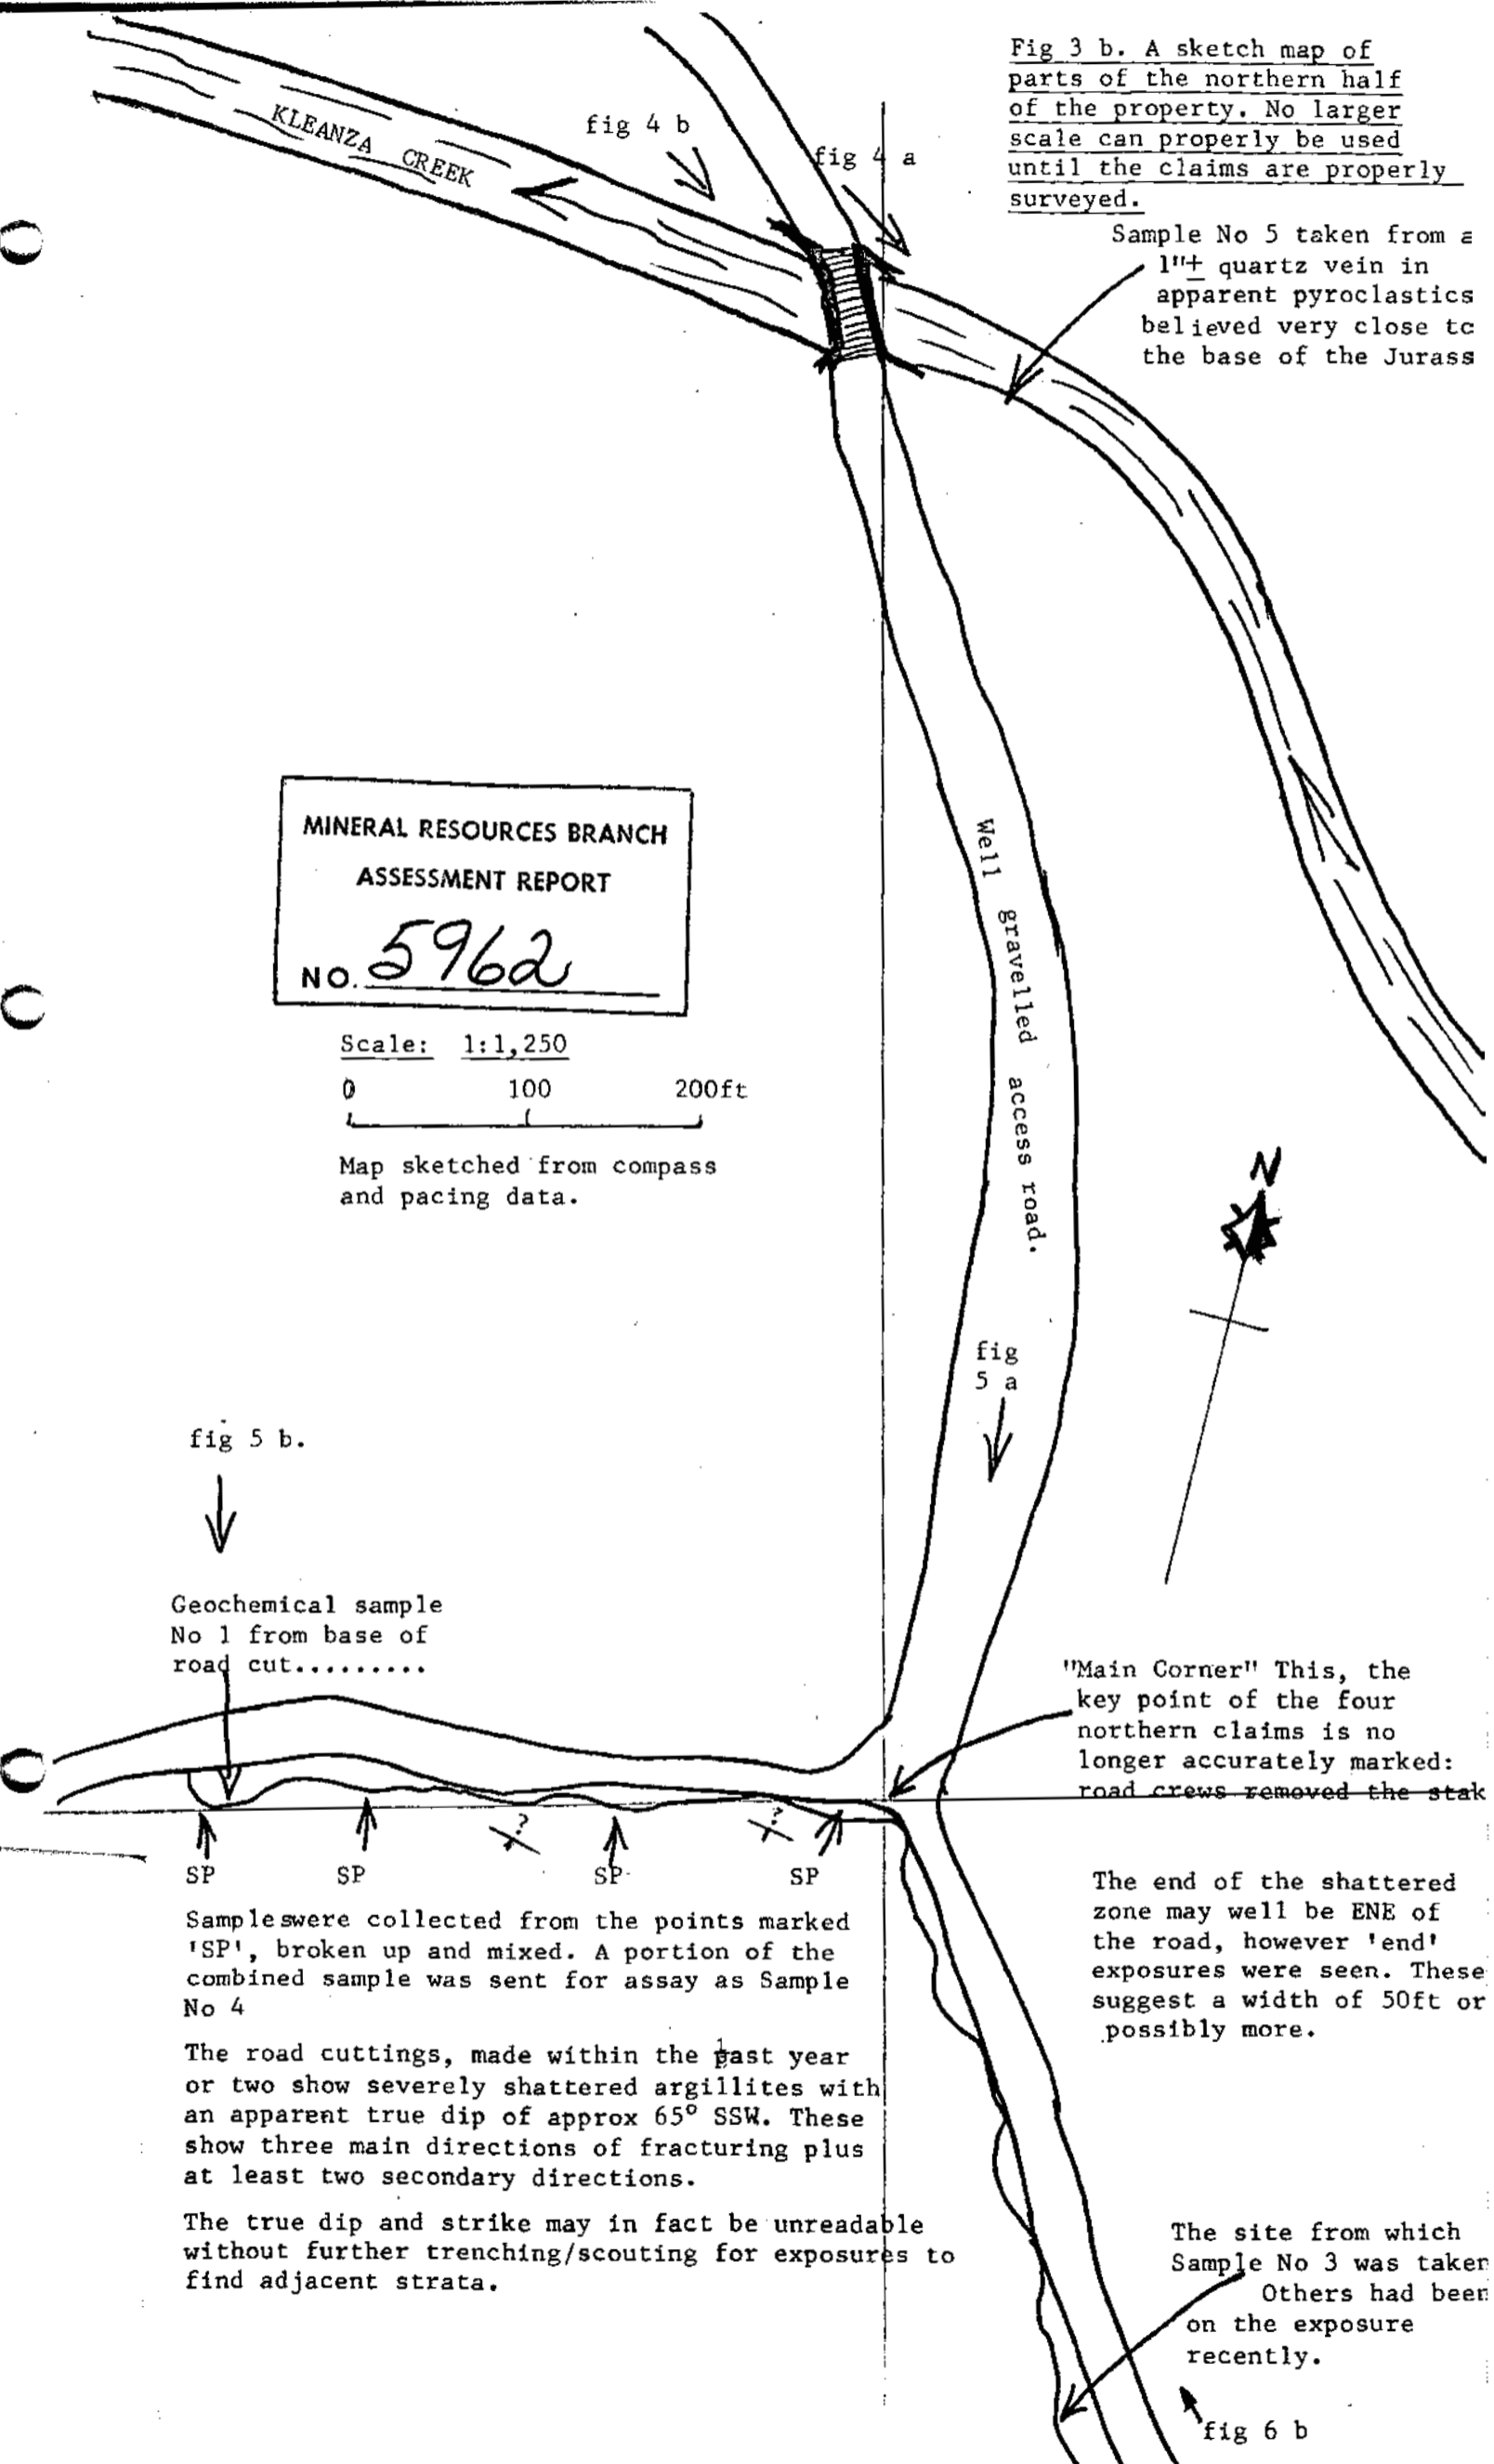 Fig 3 b. A sketch map of
parts of the northern half
of the property. No larger
scale can properly be used
until the claims are properly
surveyed.
fig 4 b
fig 4 a
KLEANZA CREEK
Sample No 5 taken from a
1"± quartz vein in
apparent pyroclastics
believed very close to
the base of the Jurass
MINERAL RESOURCES BRANCH
ASSESSMENT REPORT
NO. 5962
Scale: 1:1,250
0 100 200ft
Map sketched from compass
and pacing data.
Well gravelled access road.
N
fig
5 a
fig 5 b.
Geochemical sample
No 1 from base of
road cut.........
"Main Corner" This, the
key point of the four
northern claims is no
longer accurately marked:
road crews removed the stak
? ?
SP SP SP SP
Samples were collected from the points marked
'SP', broken up and mixed. A portion of the
combined sample was sent for assay as Sample
No 4
The end of the shattered
zone may well be ENE of
the road, however 'end'
exposures were seen. These
suggest a width of 50ft or
possibly more.
The road cuttings, made within the past year
or two show severely shattered argillites with
an apparent true dip of approx 65° SSW. These
show three main directions of fracturing plus
at least two secondary directions.
The true dip and strike may in fact be unreadable
without further trenching/scouting for exposures to
find adjacent strata.
The site from which
Sample No 3 was taken
Others had been
on the exposure
recently.
fig 6 b